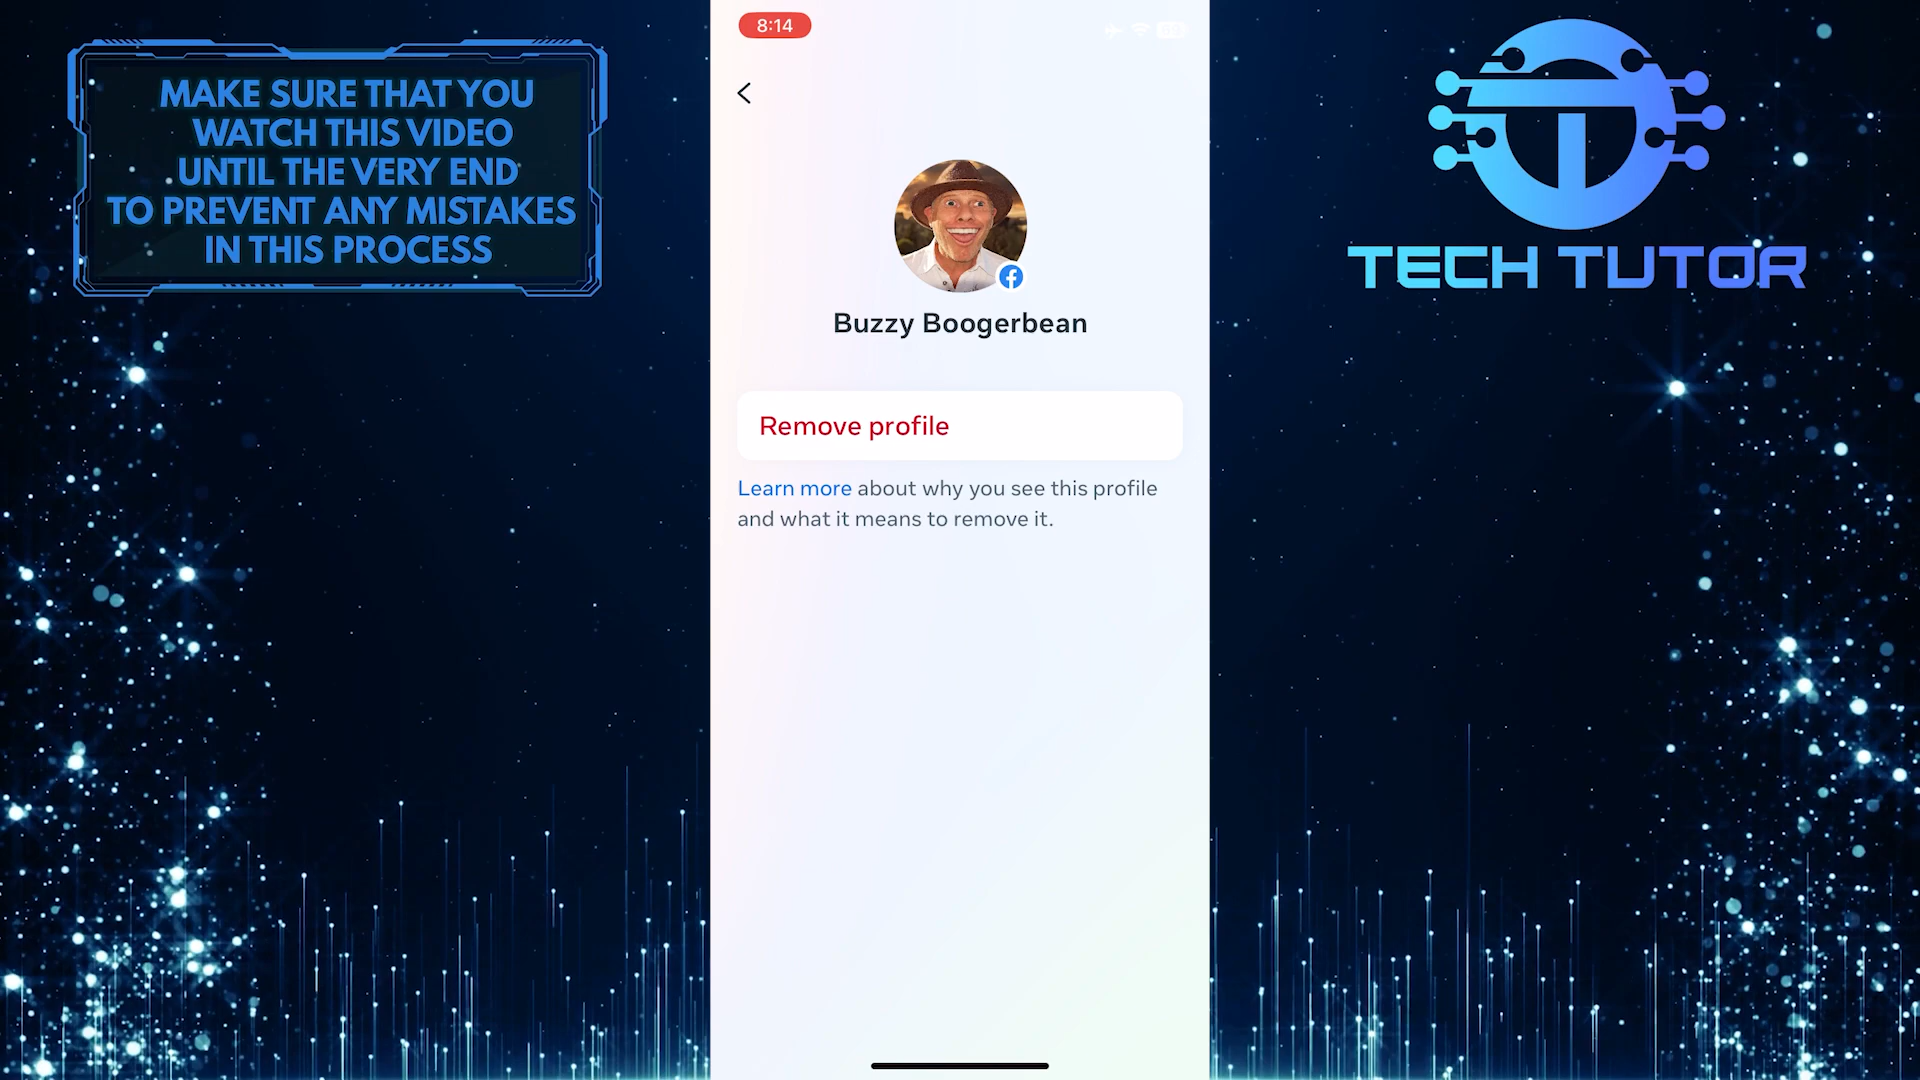 MAKE SURE THAT YOU
WATCH THIS VIDEO
UNTIL THE VERY END
TO PREVENT ANY MISTAKES
IN THIS PROCESS
8:14
Buzzy Boogerbean
Remove profile
Learn more about why you see this profile
and what it means to remove it.
TECH TUTOR